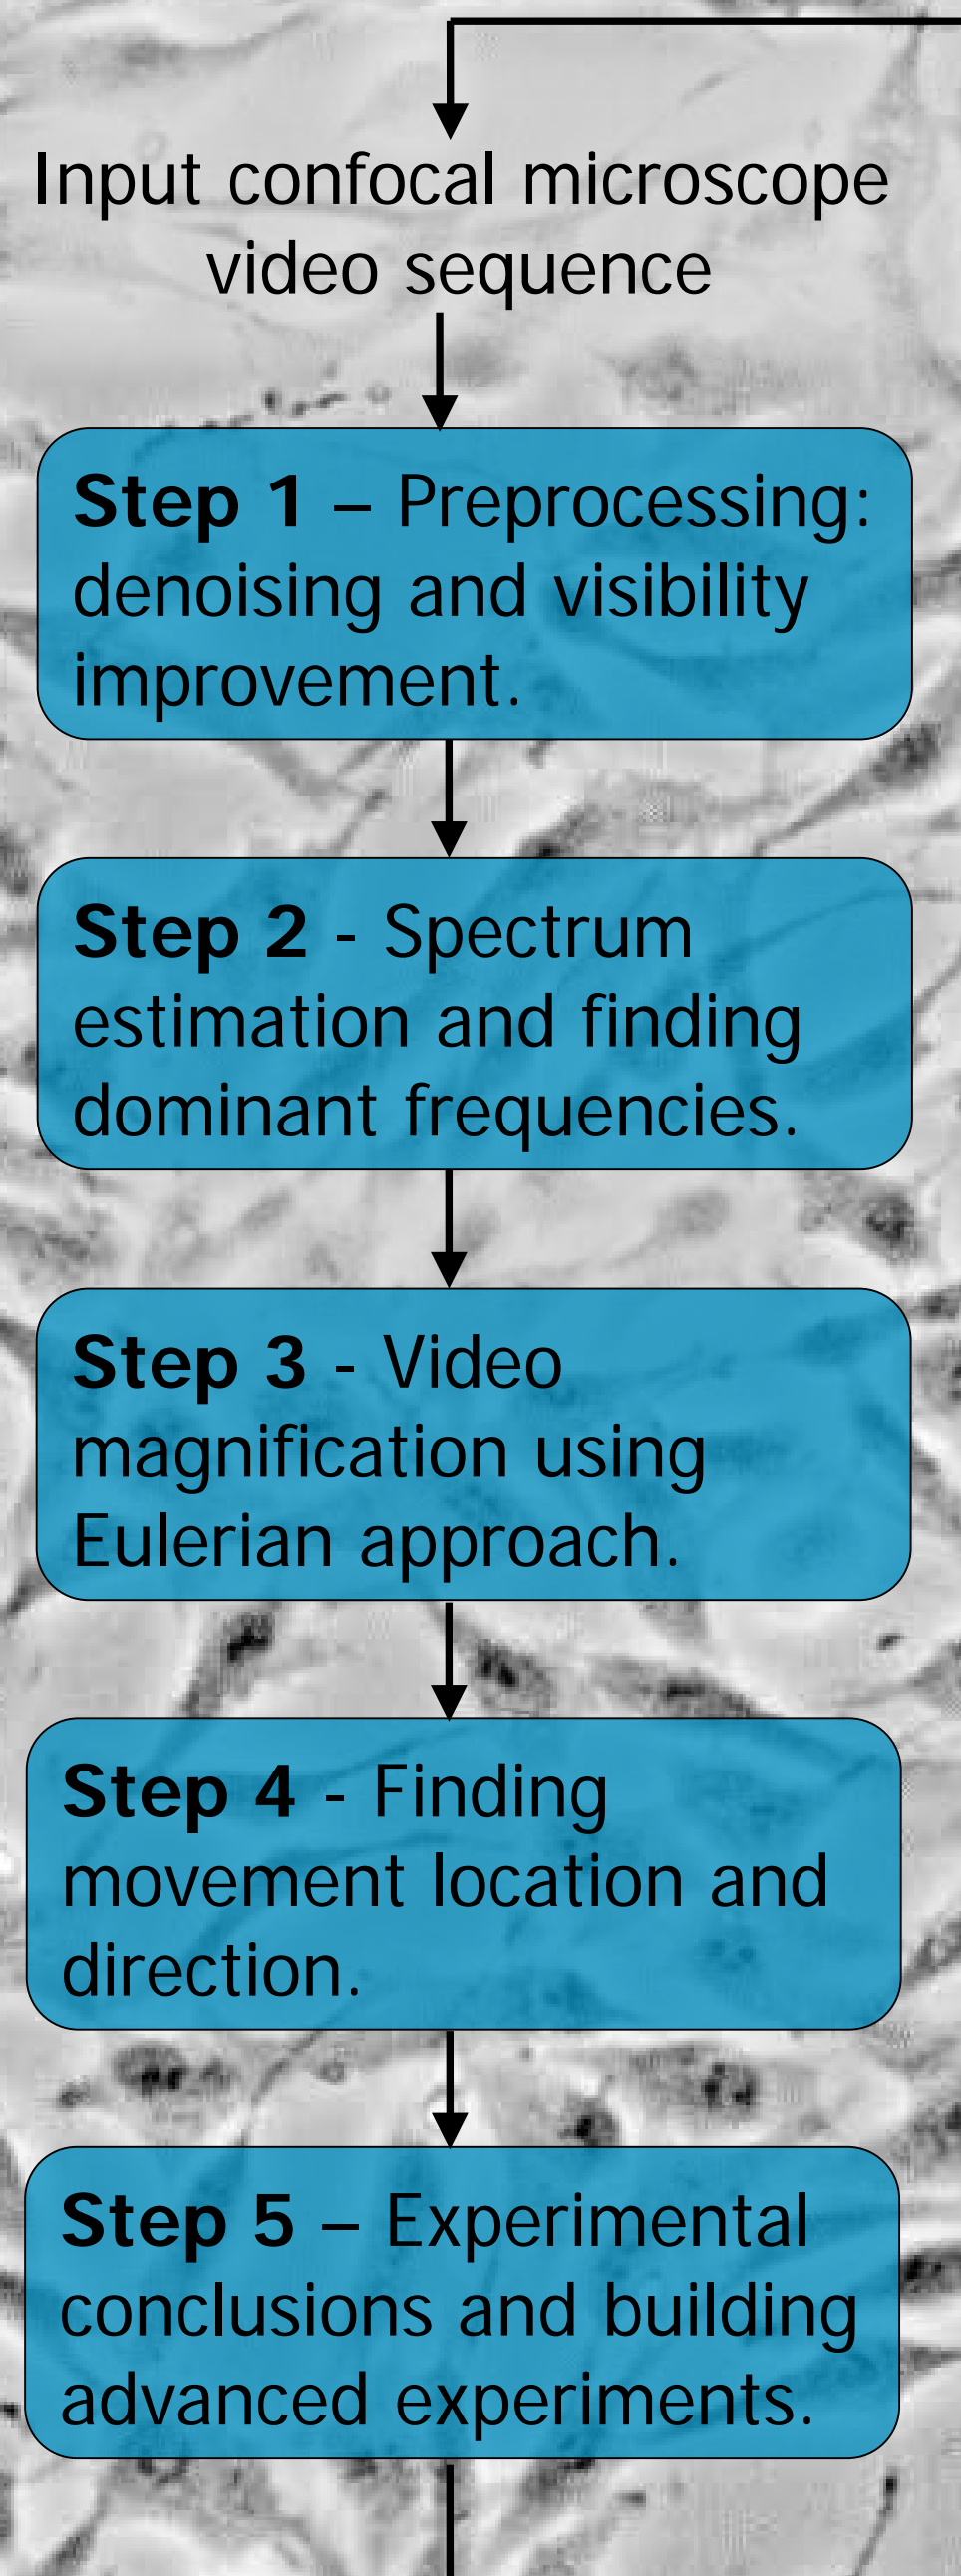 Input confocal microscope
video sequence
Step 1 – Preprocessing:
denoising and visibility
improvement.
Step 2 - Spectrum
estimation and finding
dominant frequencies.
Step 3 - Video
magnification using
Eulerian approach.
Step 4 - Finding
movement location and
direction.
Step 5 – Experimental
conclusions and building
advanced experiments.